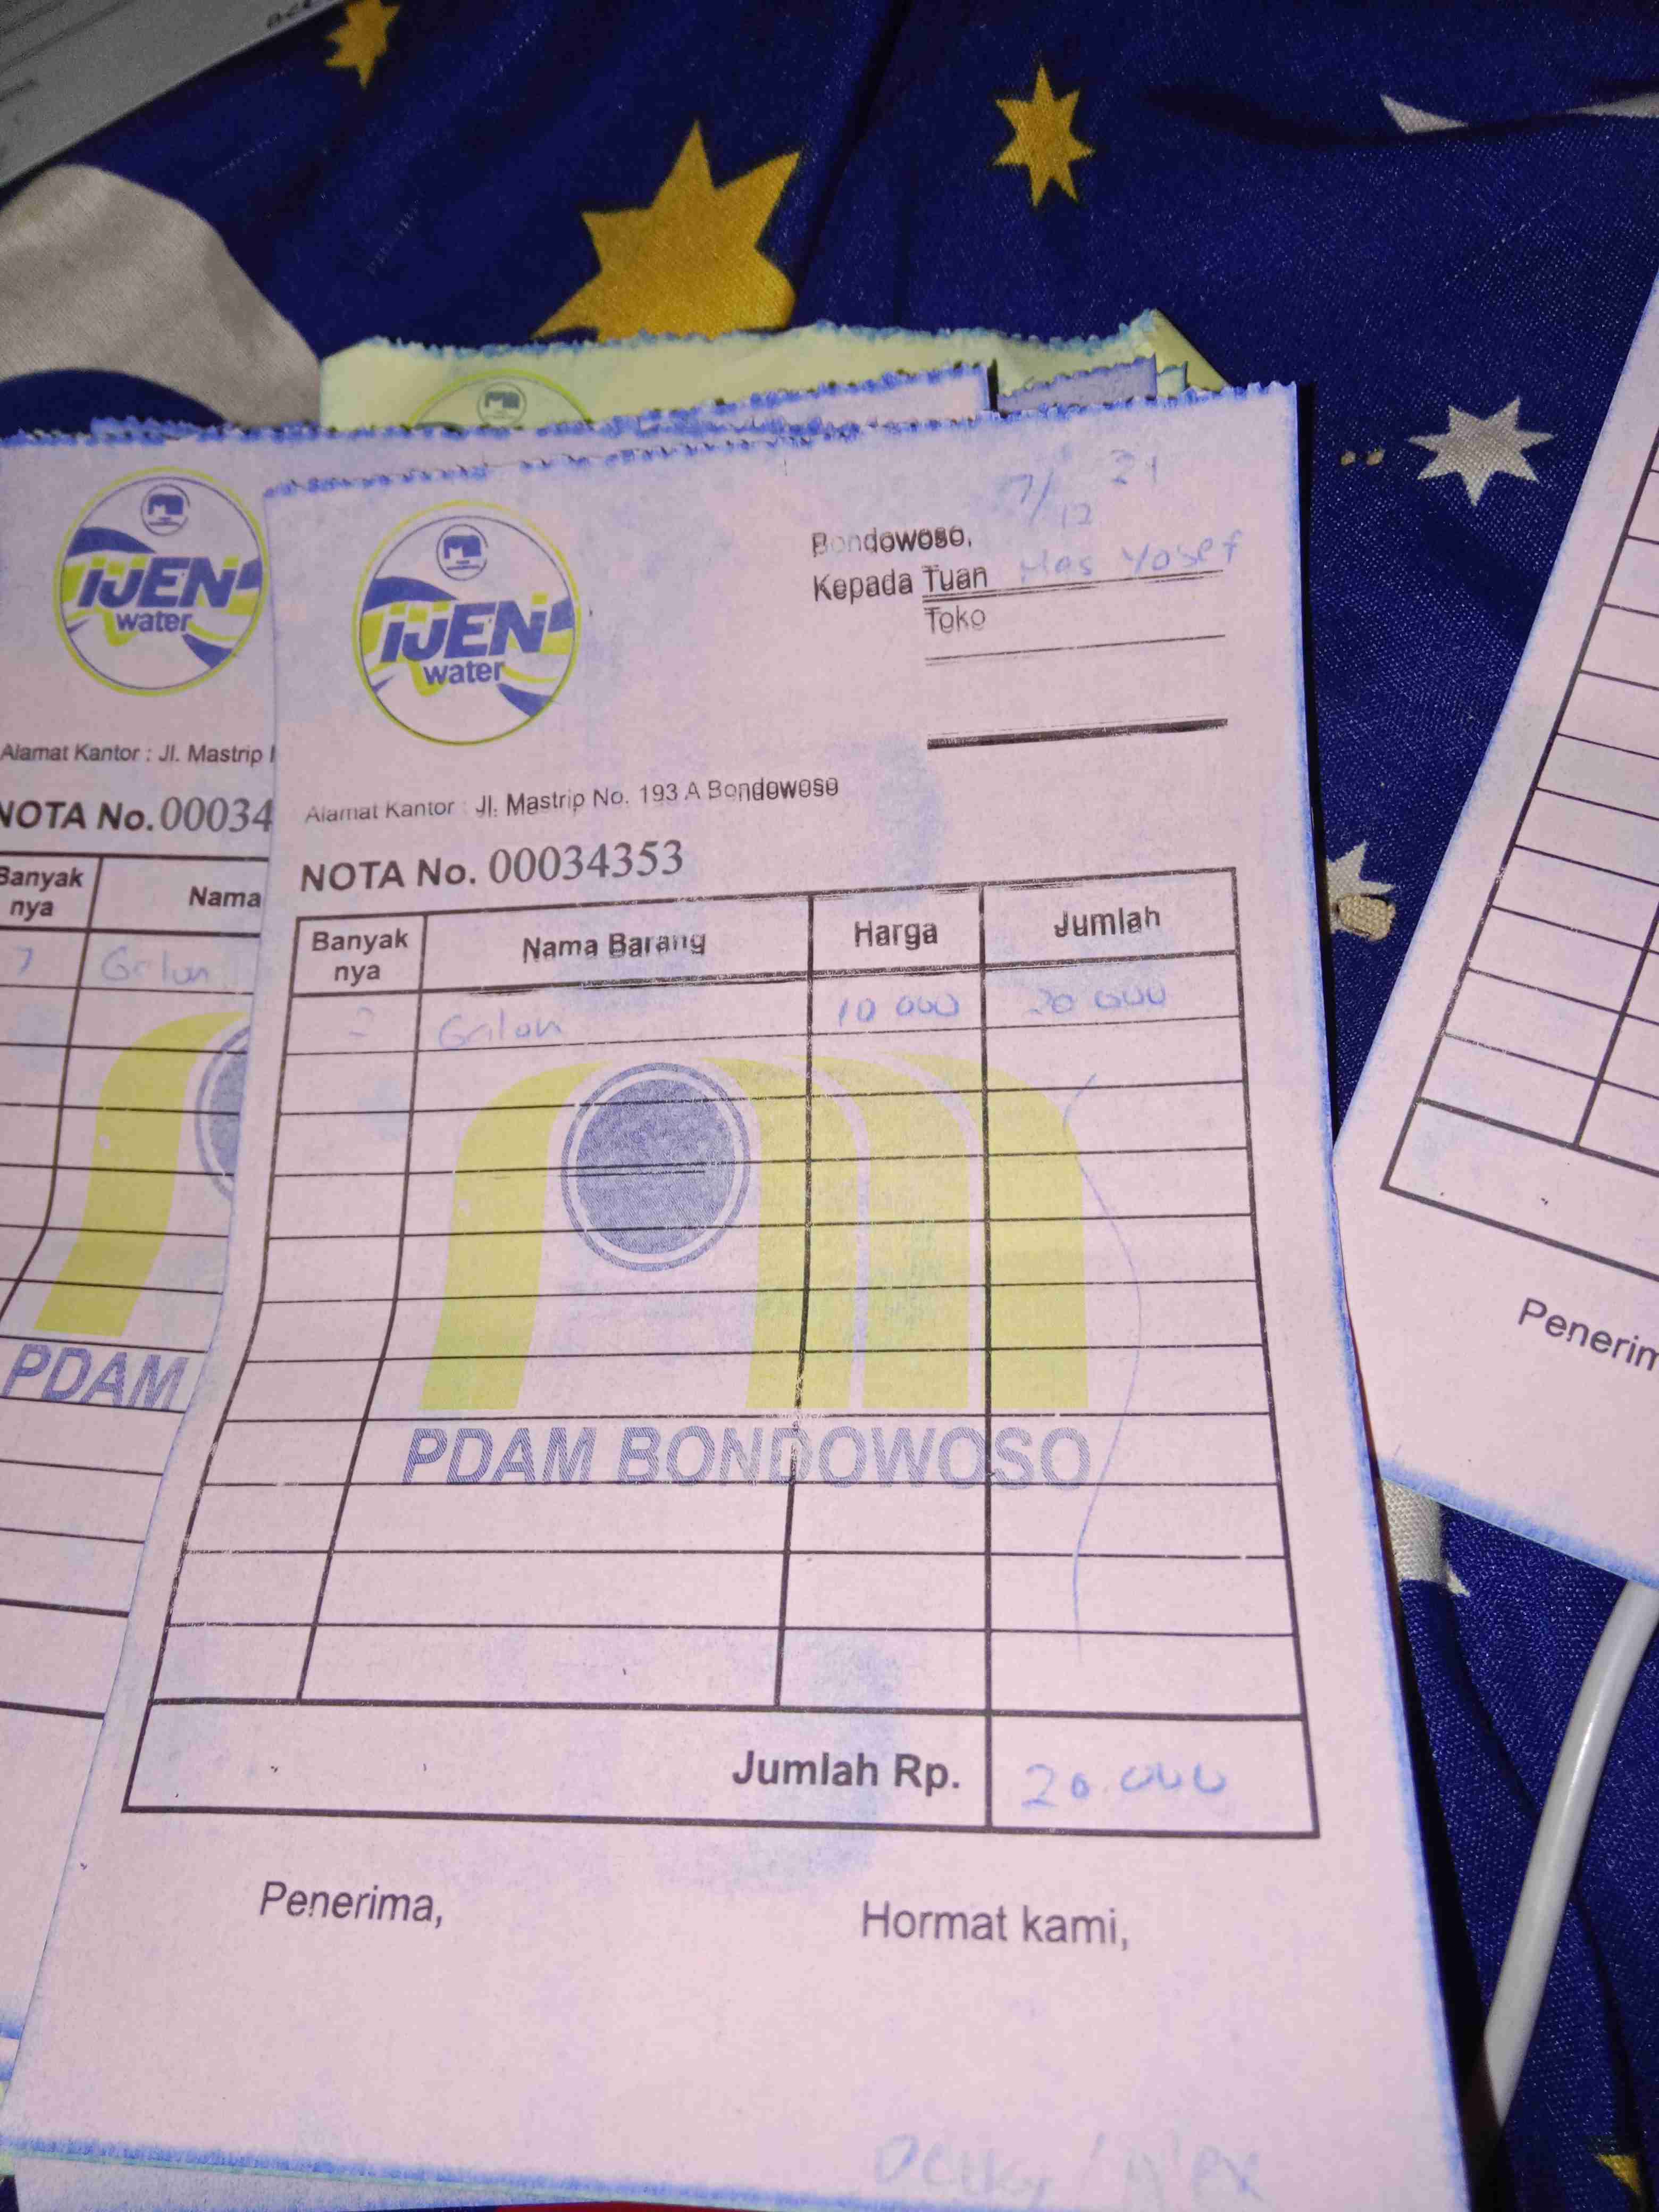 iJEN
water
Alamat Kantor : Jl. Mastrip
NOTA No. 00034
Banyak
nya
Nama
7 Galon
PDAM
iJEN
water
7/12 21
Bondowoso,
Kepada Tuan Mas Yosef
Toko
Alamat Kantor : Jl. Mastrip No. 193 A Bondowoso
NOTA No. 00034353
Banyak
nya
Nama Barang
Harga
Jumlah
2 Galon 10 000 20 000
PDAM BONDOWOSO
Jumlah Rp. 20.000
Penerima,
Hormat kami,
Penerim